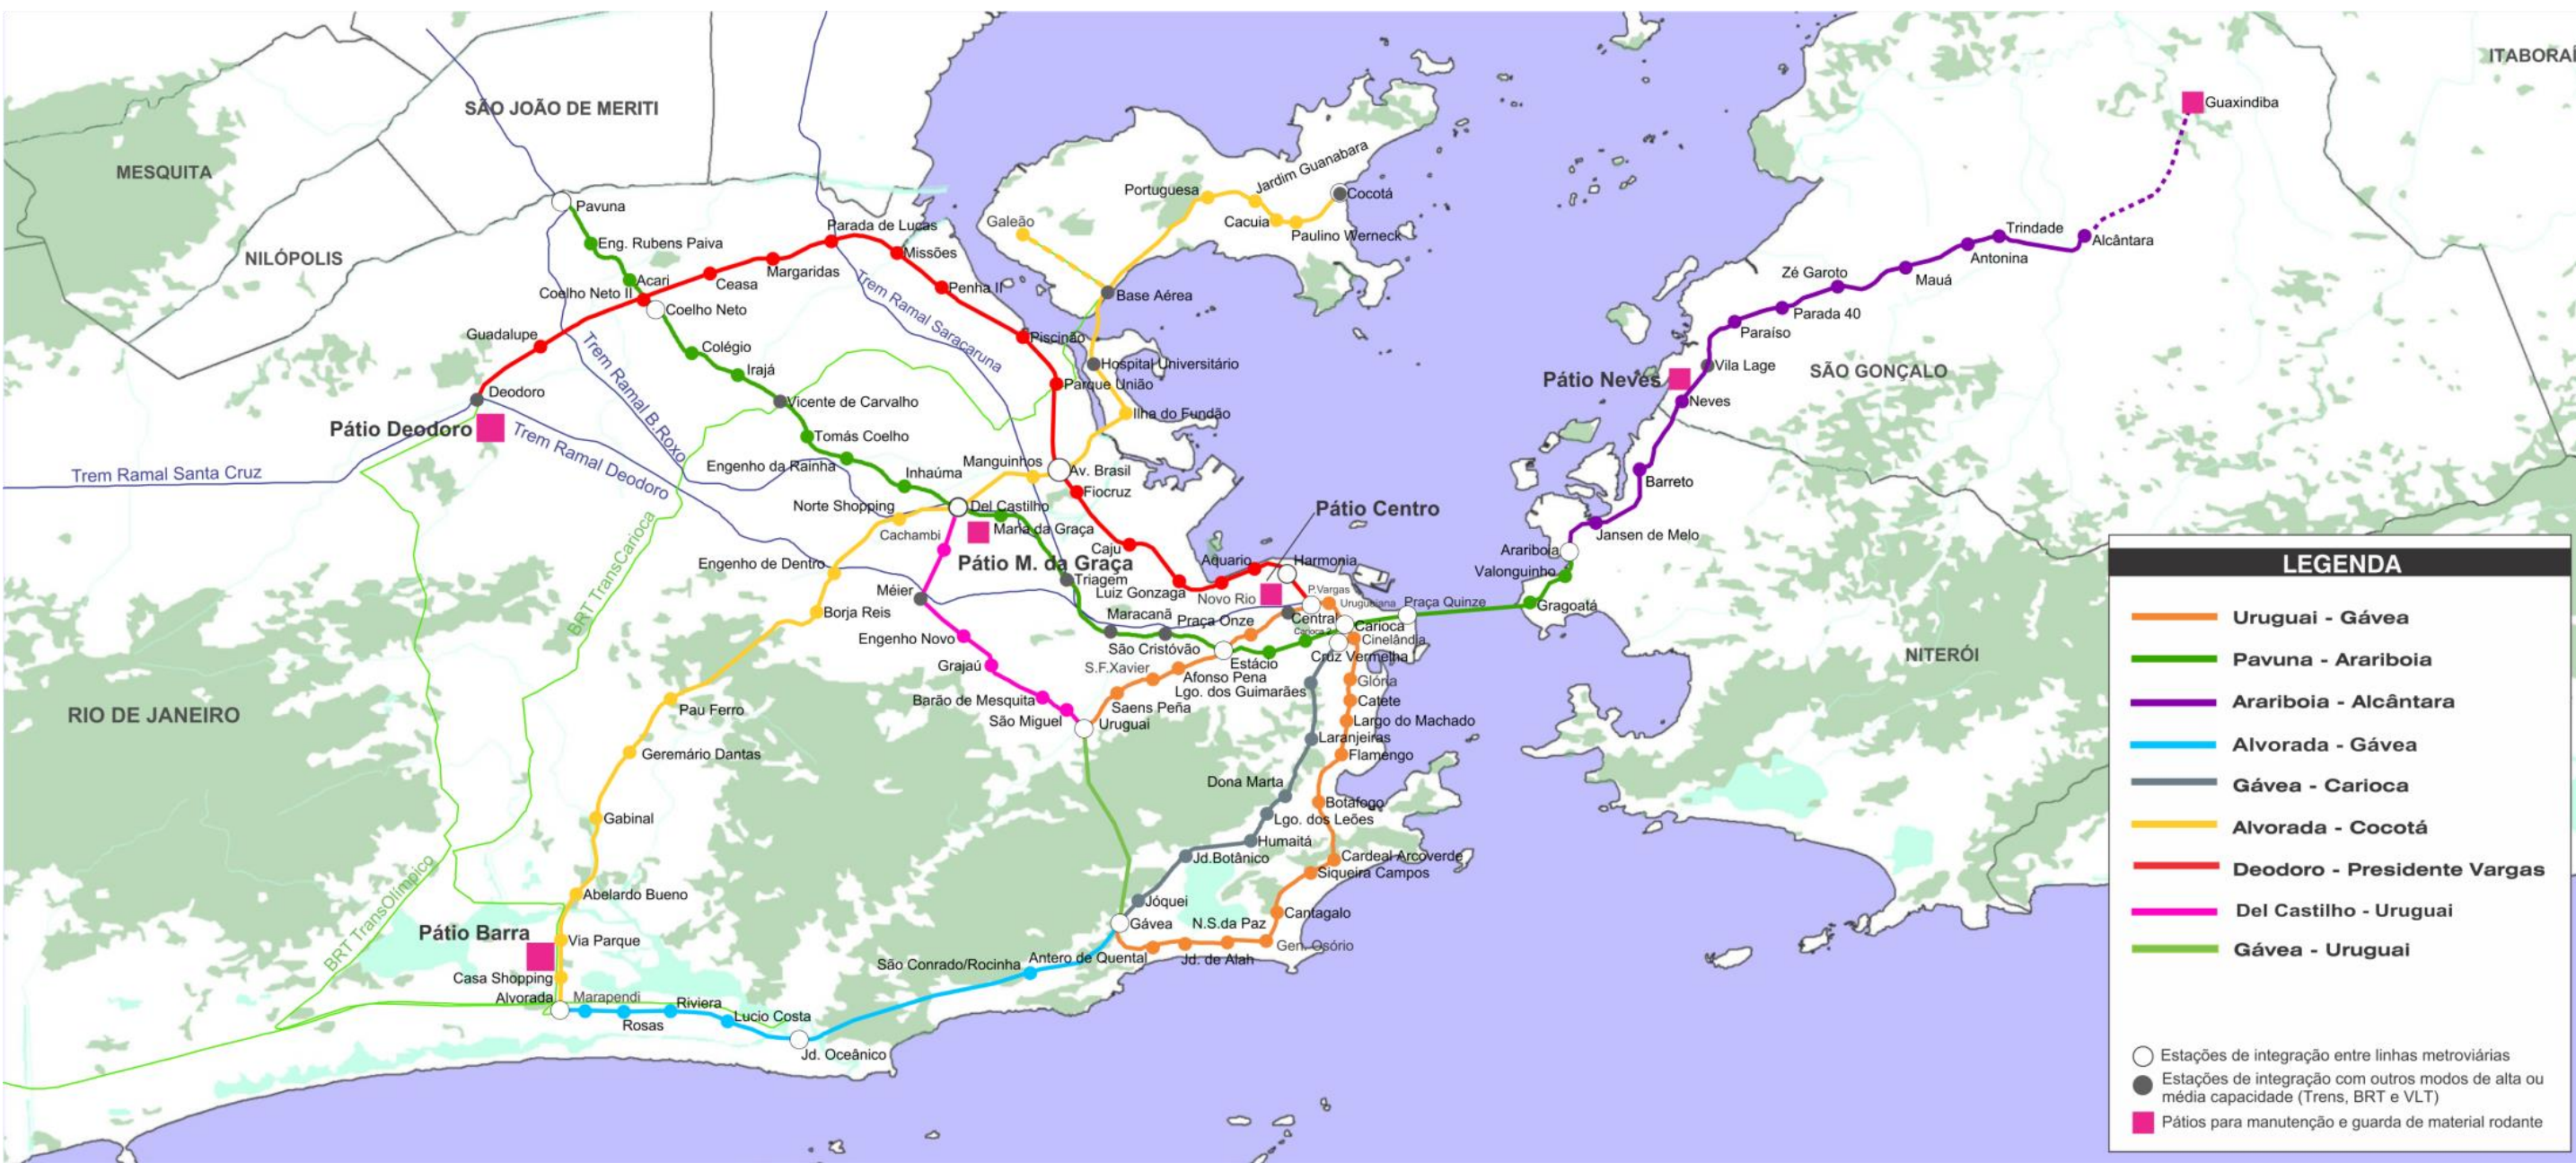 ITABORAÍ
SÃO JOÃO DE MERITI
MESQUITA
NILÓPOLIS
Guaxindiba
Pavuna
Eng. Rubens Paiva
Acari
Coelho Neto II
Coelho Neto
Ceasa
Margaridas
Parada de Lucas
Missões
Penha II
Piscinão
Parque União
Guadalupe
Deodoro
Pátio Deodoro
Trem Ramal Santa Cruz
Trem Ramal Deodoro
Trem Ramal B.Roxo
Trem Ramal Saracaruna
BRT TransCarioca
BRT TransOlímpico
Colégio
Irajá
Vicente de Carvalho
Tomás Coelho
Engenho da Rainha
Inhaúma
Del Castilho
Maria da Graça
Pátio M. da Graça
Triagem
Maracanã
São Cristóvão
Praça Onze
Estácio
Galeão
Portuguesa
Jardim Guanabara
Cacuia
Paulino Werneck
Cocotá
Base Aérea
Hospital Universitário
Ilha do Fundão
Manguinhos
Av. Brasil
Fiocruz
Caju
Luiz Gonzaga
Novo Rio
Aquario
Harmonia
Pátio Centro
P.Vargas
Uruguaiana
Central
Carioca 2
Carioca
Praça Quinze
Cinelândia
Cruz Vermelha
Norte Shopping
Cachambi
Engenho de Dentro
Méier
Borja Reis
Engenho Novo
Grajaú
Barão de Mesquita
São Miguel
Uruguai
Saens Peña
S.F.Xavier
Afonso Pena
Lgo. dos Guimarães
Glória
Catete
Largo do Machado
Laranjeiras
Flamengo
Dona Marta
Botafogo
Lgo. dos Leões
Humaitá
Jd.Botânico
Cardeal Arcoverde
Siqueira Campos
Jóquei
Gávea
N.S.da Paz
Cantagalo
Gen. Osório
Jd. de Alah
Antero de Quental
São Conrado/Rocinha
Pau Ferro
Geremário Dantas
Gabinal
Abelardo Bueno
Pátio Barra
Via Parque
Casa Shopping
Alvorada
Marapendi
Rosas
Riviera
Lucio Costa
Jd. Oceânico
RIO DE JANEIRO
Trindade
Alcântara
Antonina
Mauá
Zé Garoto
Parada 40
Paraíso
Vila Lage
SÃO GONÇALO
Pátio Neves
Neves
Barreto
Jansen de Melo
Arariboia
Valonguinho
Gragoatá
NITERÓI
LEGENDA
Uruguai - Gávea
Pavuna - Arariboia
Arariboia - Alcântara
Alvorada - Gávea
Gávea - Carioca
Alvorada - Cocotá
Deodoro - Presidente Vargas
Del Castilho - Uruguai
Gávea - Uruguai
Estações de integração entre linhas metroviárias
Estações de integração com outros modos de alta ou
média capacidade (Trens, BRT e VLT)
Pátios para manutenção e guarda de material rodante